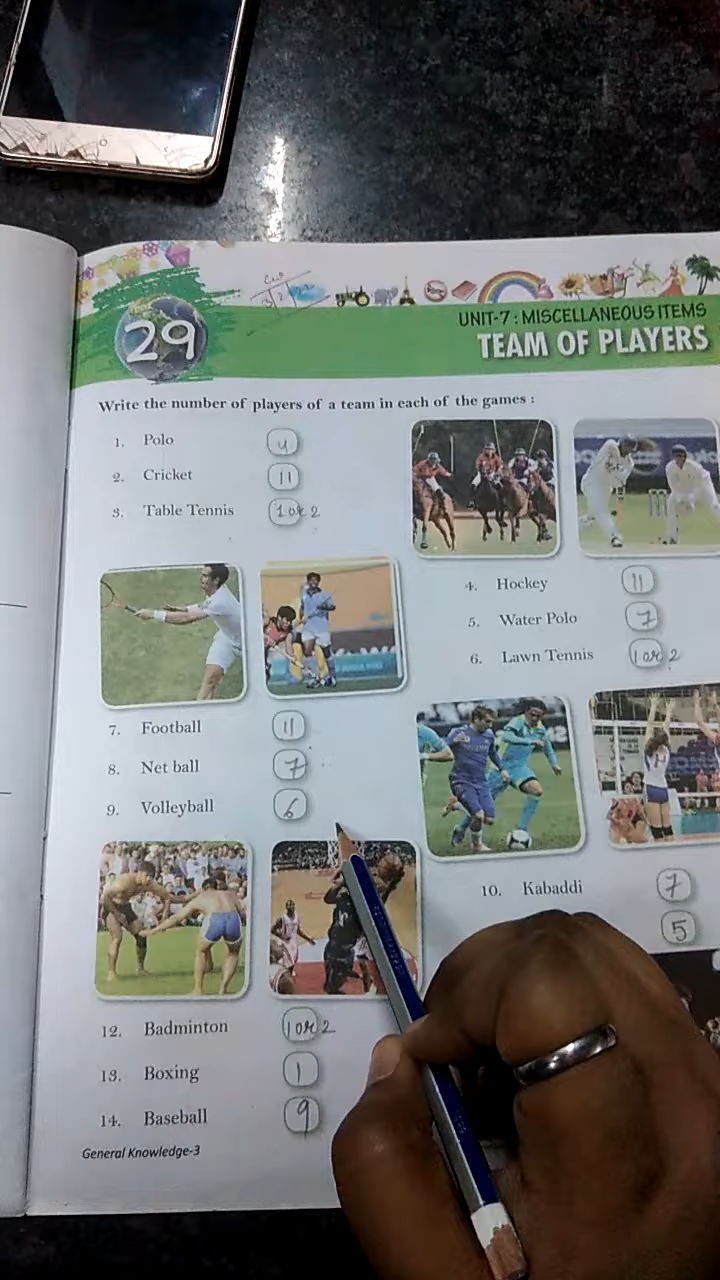 29
UNIT-7 : MISCELLANEOUS ITEMS
TEAM OF PLAYERS
Write the number of players of a team in each of the games :
1. Polo 4
2. Cricket 11
3. Table Tennis 1 or 2
4. Hockey 11
5. Water Polo 7
6. Lawn Tennis 1 or 2
7. Football 11
8. Net ball 7
9. Volleyball 6
10. Kabaddi 7
5
12. Badminton 1 or 2
13. Boxing 1
14. Baseball 9
General Knowledge-3